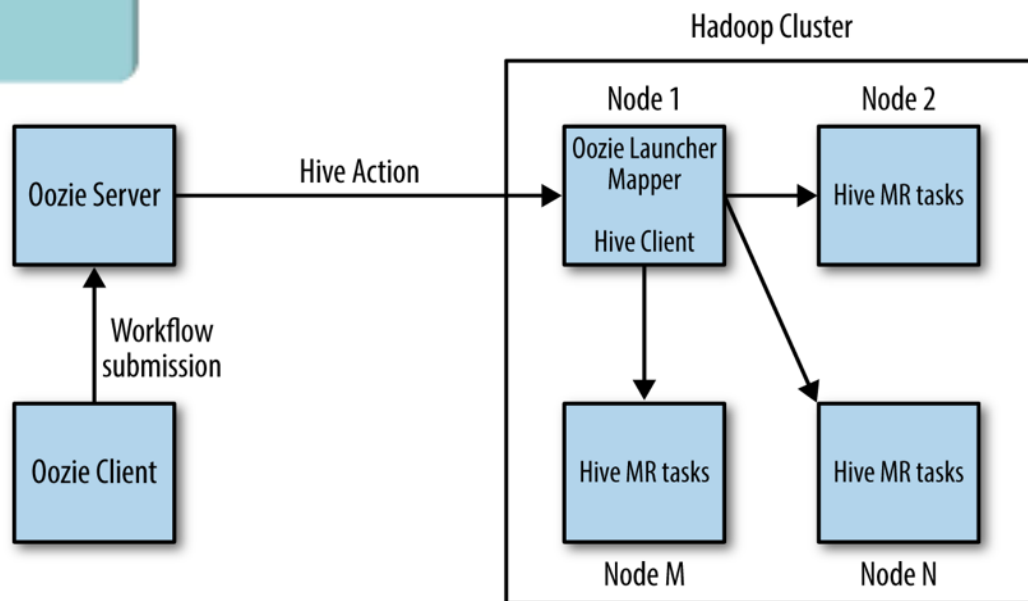 Hadoop Cluster
Node 1
Node 2
Oozie Server
Hive Action
Oozie Launcher
Mapper
Hive Client
Hive MR tasks
Workflow
submission
Oozie Client
Hive MR tasks
Hive MR tasks
Node M
Node N